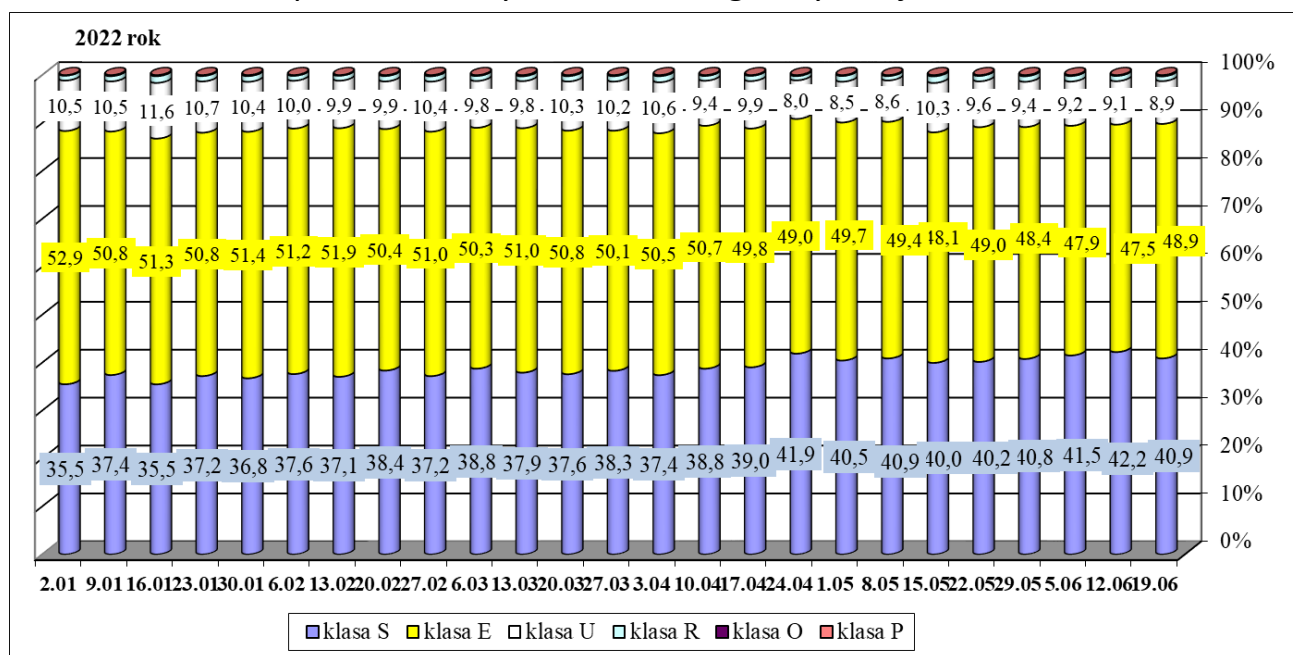 2022 rok
100%
10,5 10,5 11,6 10,7 10,4 10,0 9,9 9,9 10,4 9,8 9,8 10,3 10,2 10,6 9,4 9,9 8,0 8,5 8,6 10,3 9,6 9,4 9,2 9,1 8,9
90%
80%
70%
52,9 50,8 51,3 50,8 51,4 51,2 51,9 50,4 51,0 50,3 51,0 50,8 50,1 50,5 50,7 49,8 49,0 49,7 49,4 48,1 49,0 48,4 47,9 47,5 48,9
60%
50%
40%
30%
20%
35,5 37,4 35,5 37,2 36,8 37,6 37,1 38,4 37,2 38,8 37,9 37,6 38,3 37,4 38,8 39,0 41,9 40,5 40,9 40,0 40,2 40,8 41,5 42,2 40,9
10%
0%
2.01 9.01 16.01 23.01 30.01 6.02 13.02 20.02 27.02 6.03 13.03 20.03 27.03 3.04 10.04 17.04 24.04 1.05 8.05 15.05 22.05 29.05 5.06 12.06 19.06
klasa S klasa E klasa U klasa R klasa O klasa P